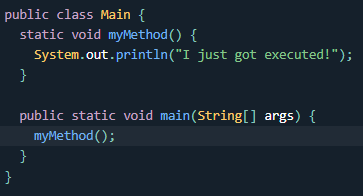 public class Main {
  static void myMethod() {
    System.out.println("I just got executed!");
  }

  public static void main(String[] args) {
    myMethod();
  }
}